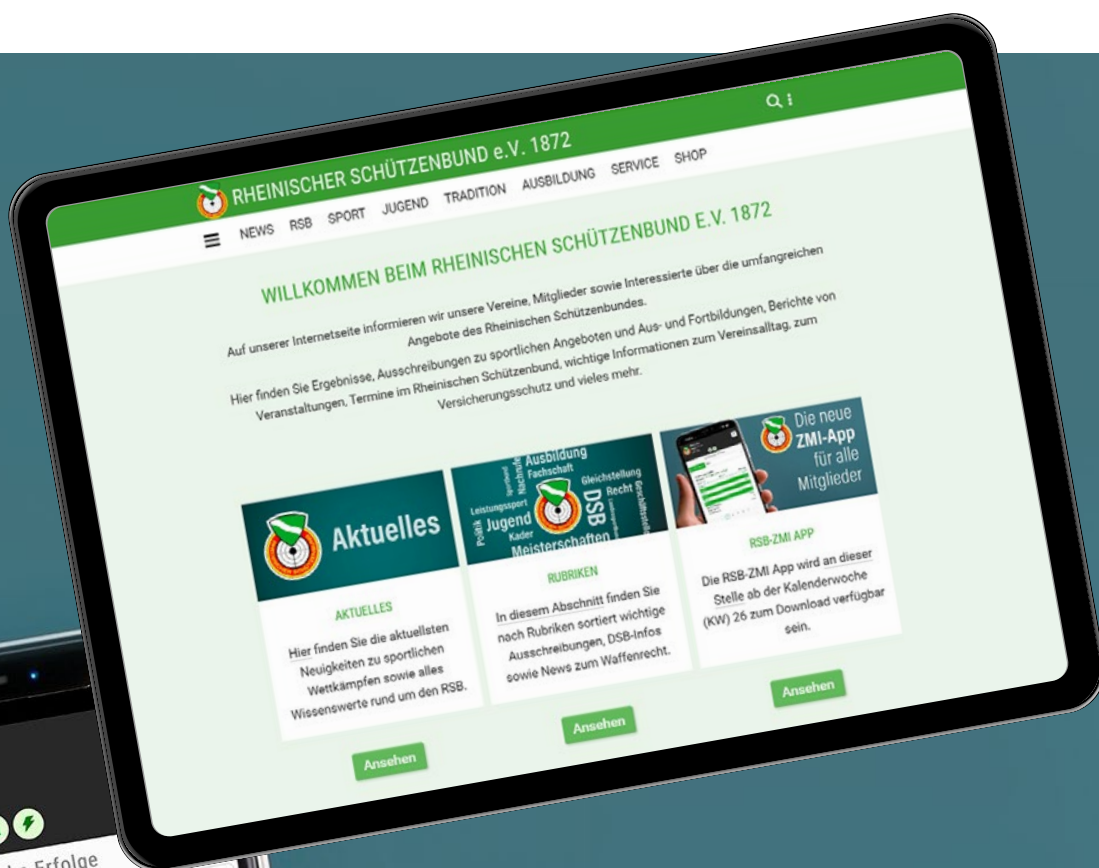 RHEINISCHER SCHÜTZENBUND e.V. 1872
NEWS RSB SPORT JUGEND TRADITION AUSBILDUNG SERVICE SHOP
WILLKOMMEN BEIM RHEINISCHEN SCHÜTZENBUND E.V. 1872
Auf unserer Internetseite informieren wir unsere Vereine, Mitglieder sowie Interessierte über die umfangreichen
Angebote des Rheinischen Schützenbundes.
Hier finden Sie Ergebnisse, Ausschreibungen zu sportlichen Angeboten und Aus- und Fortbildungen, Berichte von
Veranstaltungen, Termine im Rheinischen Schützenbund, wichtige Informationen zum Vereinsalltag, zum
Versicherungsschutz und vieles mehr.
Aktuelles
AKTUELLES
Hier finden Sie die aktuellsten
Neuigkeiten zu sportlichen
Wettkämpfen sowie alles
Wissenswerte rund um den RSB.
Ansehen
Sportbund
Nachrufe
Ausbildung
Fachschaft
Gleichstellung
Leistungssport
Politik
Jugend
Kader
DSB
Recht
Geschäftsstelle
Meisterschaften
RUBRIKEN
In diesem Abschnitt finden Sie
nach Rubriken sortiert wichtige
Ausschreibungen, DSB-Infos
sowie News zum Waffenrecht.
Ansehen
Die neue
ZMI-App
für alle
Mitglieder
RSB-ZMI APP
Die RSB-ZMI App wird an dieser
Stelle ab der Kalenderwoche
(KW) 26 zum Download verfügbar
sein.
Ansehen
Erfolge